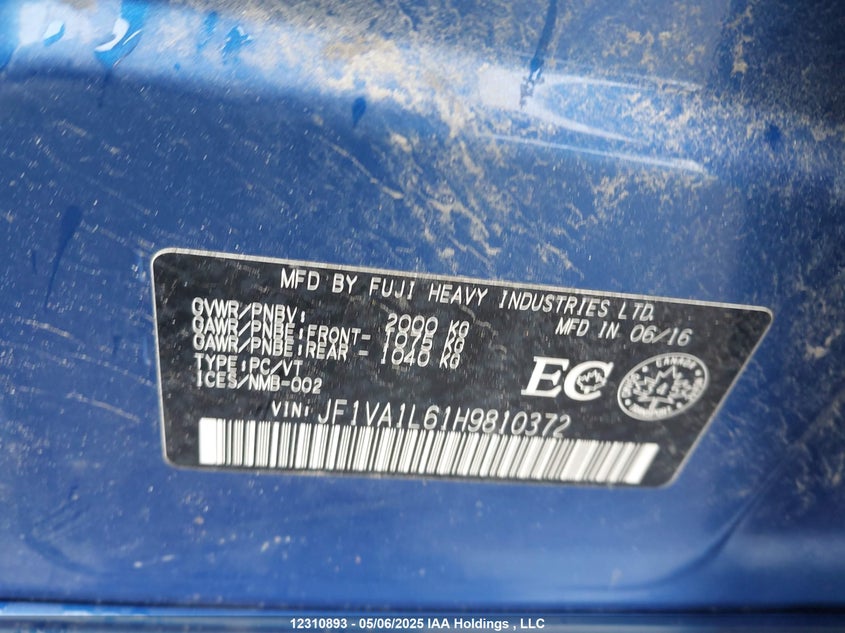 MFD BY FUJI HEAVY INDUSTRIES LTD.
GVWR/PNBV: 2000 KG MFD IN 06/16
GAWR/PNBE:FRONT- 1075 KG
GAWR/PNBE:REAR - 1040 KG
TYPE:PC/VT
ICES/NMB-002
EC
VIN: JF1VA1L61H9810372
12310893 - 05/06/2025 IAA Holdings , LLC